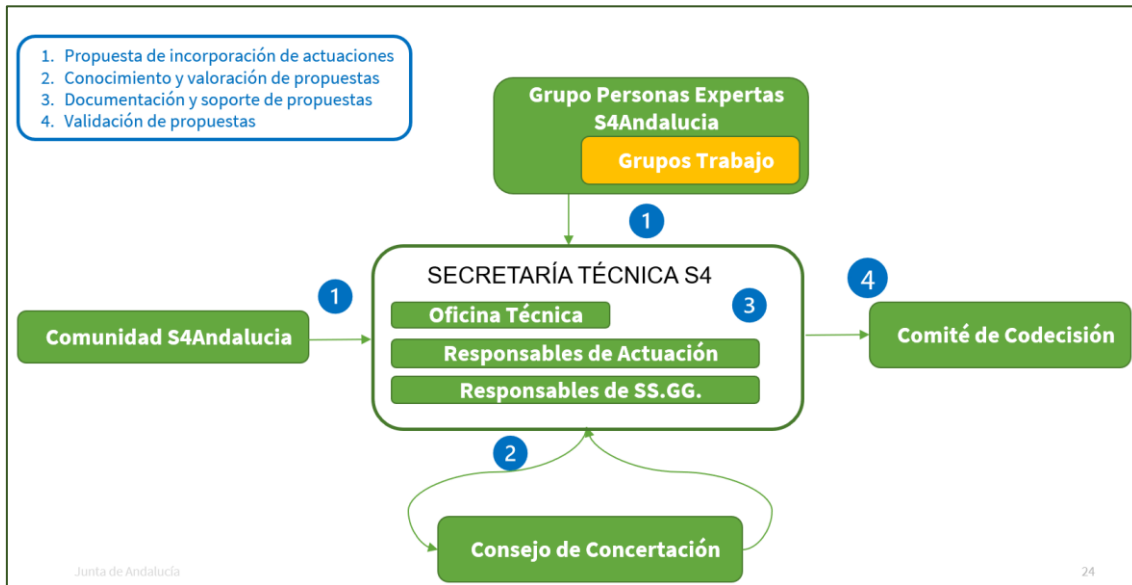 1. Propuesta de incorporación de actuaciones
2. Conocimiento y valoración de propuestas
3. Documentación y soporte de propuestas
4. Validación de propuestas
Grupo Personas Expertas
S4Andalucia
Grupos Trabajo
1
SECRETARÍA TÉCNICA S4
4
1
3
Oficina Técnica
Comunidad S4Andalucia
Responsables de Actuación
Comité de Codecisión
Responsables de SS.GG.
2
Consejo de Concertación
Junta de Andalucía
24